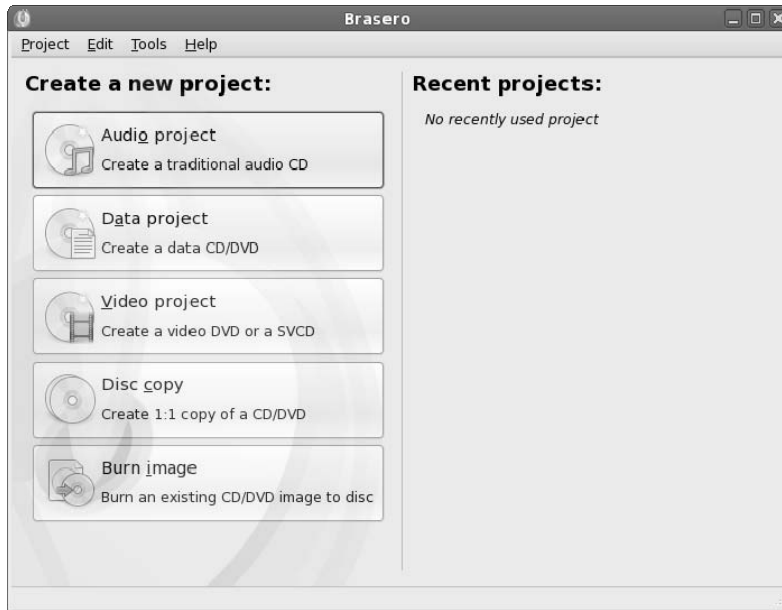 Brasero
Project Edit Tools Help
Create a new project:
Audio project
Create a traditional audio CD
Data project
Create a data CD/DVD
Video project
Create a video DVD or a SVCD
Disc copy
Create 1:1 copy of a CD/DVD
Burn image
Burn an existing CD/DVD image to disc
Recent projects:
No recently used project